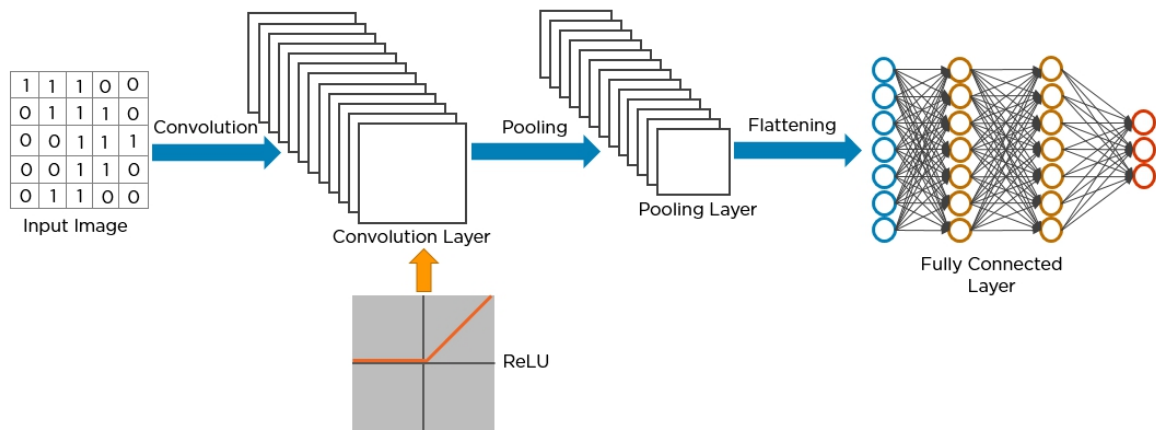 1 1 1 0 0
0 1 1 1 0
0 0 1 1 1
0 0 1 1 0
0 1 1 0 0
Input Image
Convolution
Convolution Layer
ReLU
Pooling
Pooling Layer
Flattening
Fully Connected
Layer